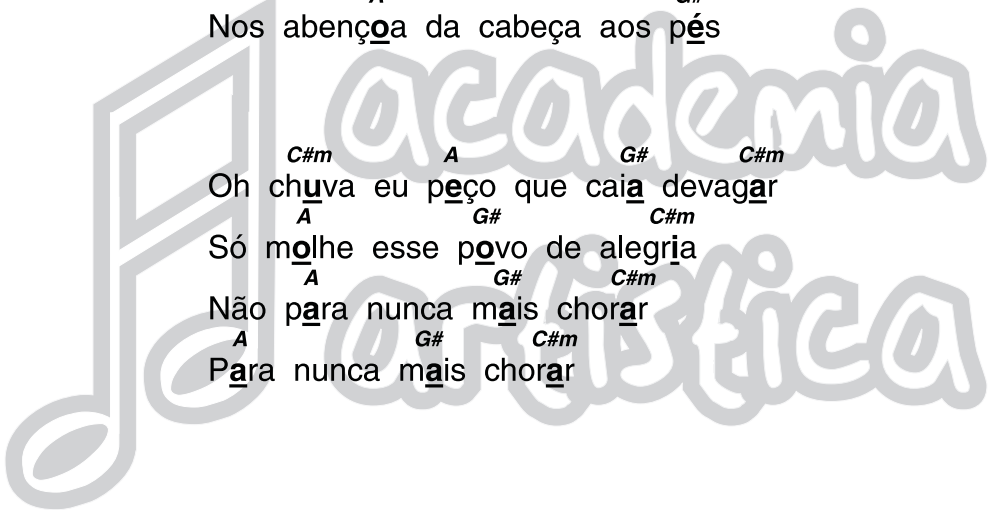 Nos abençoa da cabeça aos pés
academia
C#m A G# C#m
Oh chuva eu peço que caia devagar
A G# C#m
Só molhe esse povo de alegria
A G# C#m
Não para nunca mais chorar
A G# C#m
Para nunca mais chorar
artística